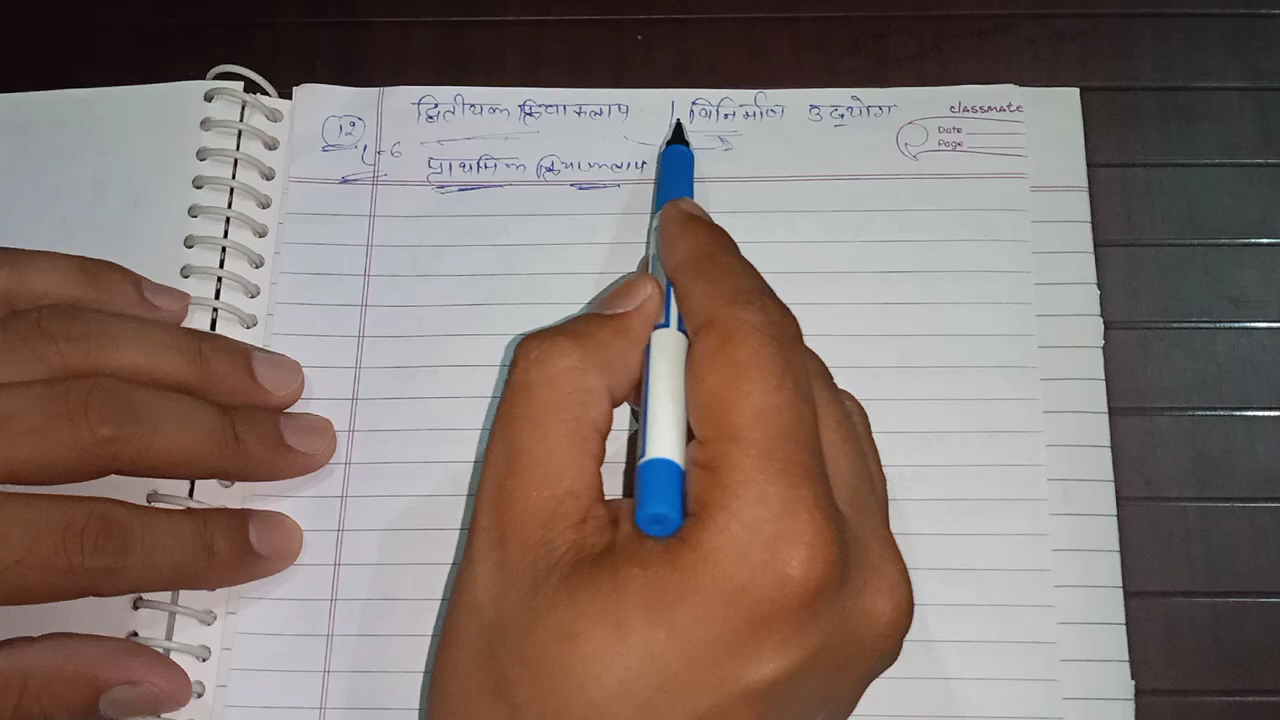 द्वितीयक क्रियाकलाप / विनिर्माण उद्योग
classmate
12
L-6
Date
Page
प्राथमिक क्रियाकलाप